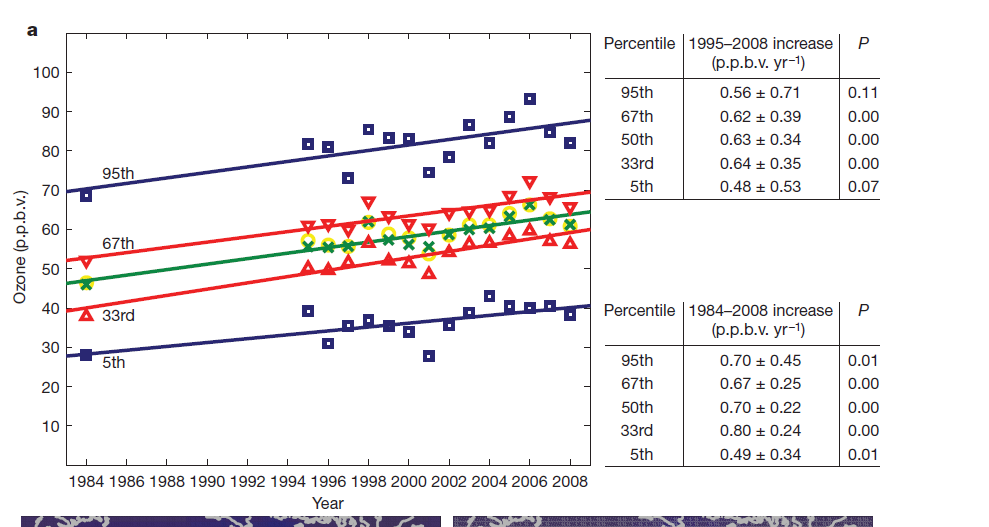 a
Ozone (p.p.b.v.)
100
90
80
70
60
50
40
30
20
10
95th
67th
33rd
5th
1984 1986 1988 1990 1992 1994 1996 1998 2000 2002 2004 2006 2008
Year
Percentile 1995–2008 increase P
(p.p.b.v. yr⁻¹)
95th 0.56 ± 0.71 0.11
67th 0.62 ± 0.39 0.00
50th 0.63 ± 0.34 0.00
33rd 0.64 ± 0.35 0.00
5th 0.48 ± 0.53 0.07
Percentile 1984–2008 increase P
(p.p.b.v. yr⁻¹)
95th 0.70 ± 0.45 0.01
67th 0.67 ± 0.25 0.00
50th 0.70 ± 0.22 0.00
33rd 0.80 ± 0.24 0.00
5th 0.49 ± 0.34 0.01